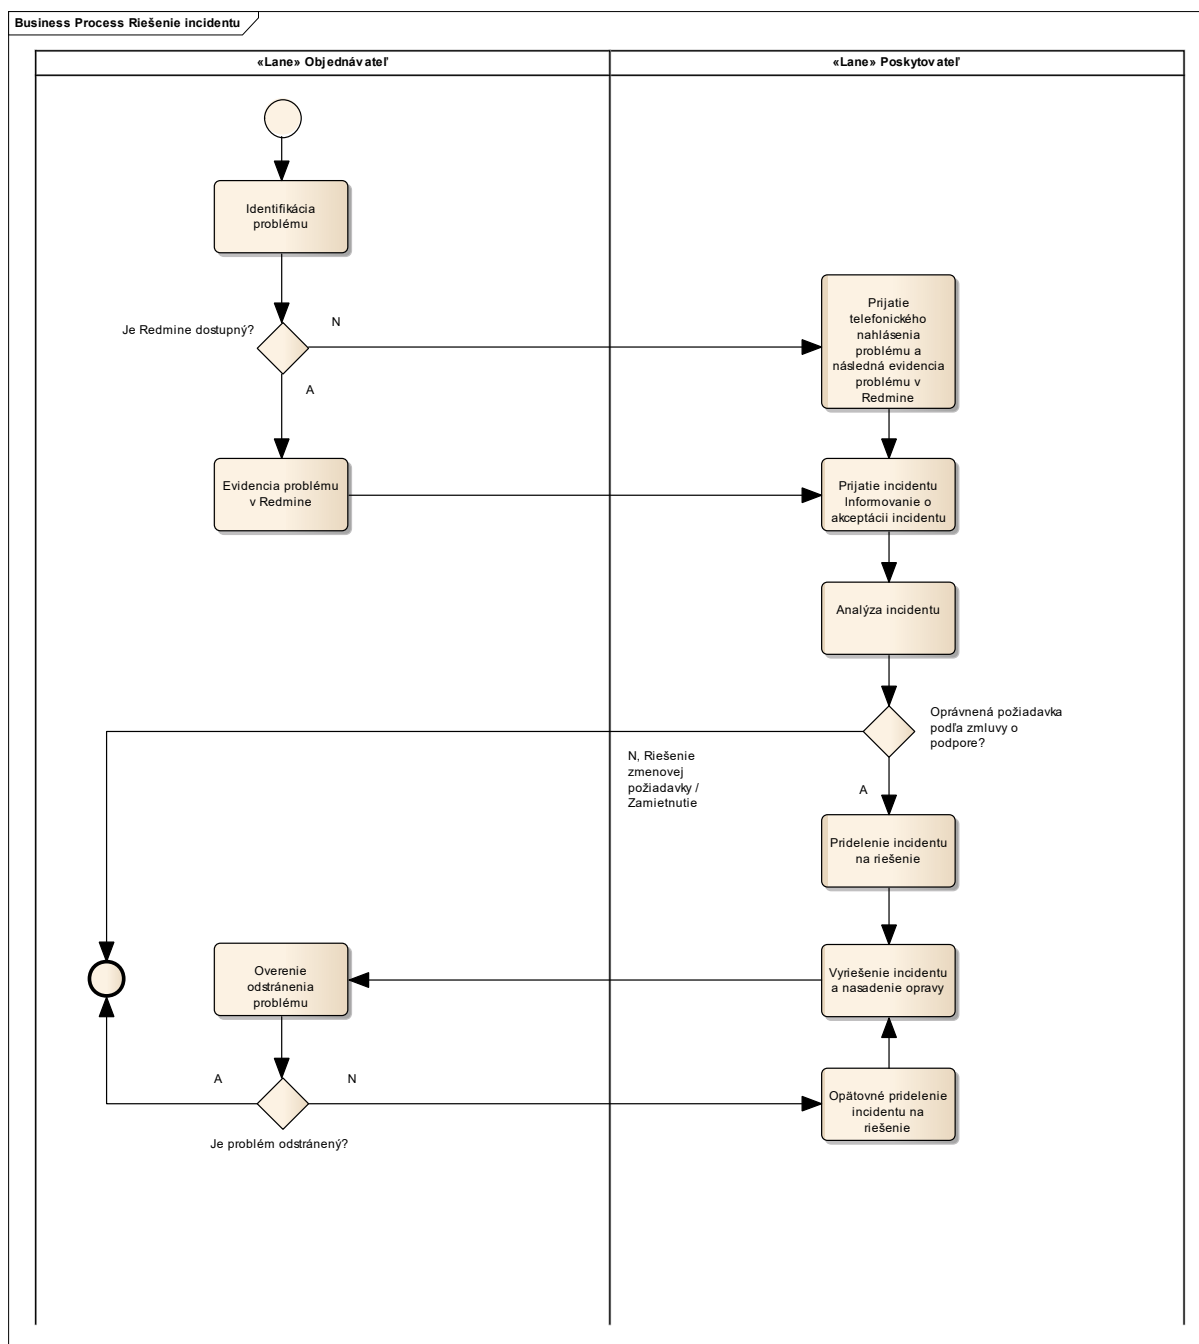 Business Process Riešenie incidentu
«Lane» Objednávateľ
«Lane» Poskytovateľ
Identifikácia
problému
Je Redmine dostupný?
N
A
Prijatie
telefonického
nahlásenia
problému a
následná evidencia
problému v
Redmine
Evidencia problému
v Redmine
Prijatie incidentu
Informovanie o
akceptácii incidentu
Analýza incidentu
Oprávnená požiadavka
podľa zmluvy o
podpore?
N, Riešenie
zmenovej
požiadavky /
Zamietnutie
A
Pridelenie incidentu
na riešenie
Overenie
odstránenia
problému
Vyriešenie incidentu
a nasadenie opravy
A
N
Je problém odstránený?
Opätovné pridelenie
incidentu na
riešenie